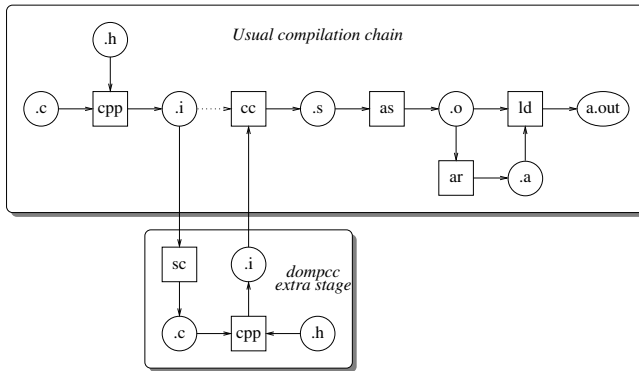 Usual compilation chain
.h
.c
cpp
.i
cc
.s
as
.o
ld
a.out
ar
.a
sc
.i
dompcc
extra stage
.c
cpp
.h